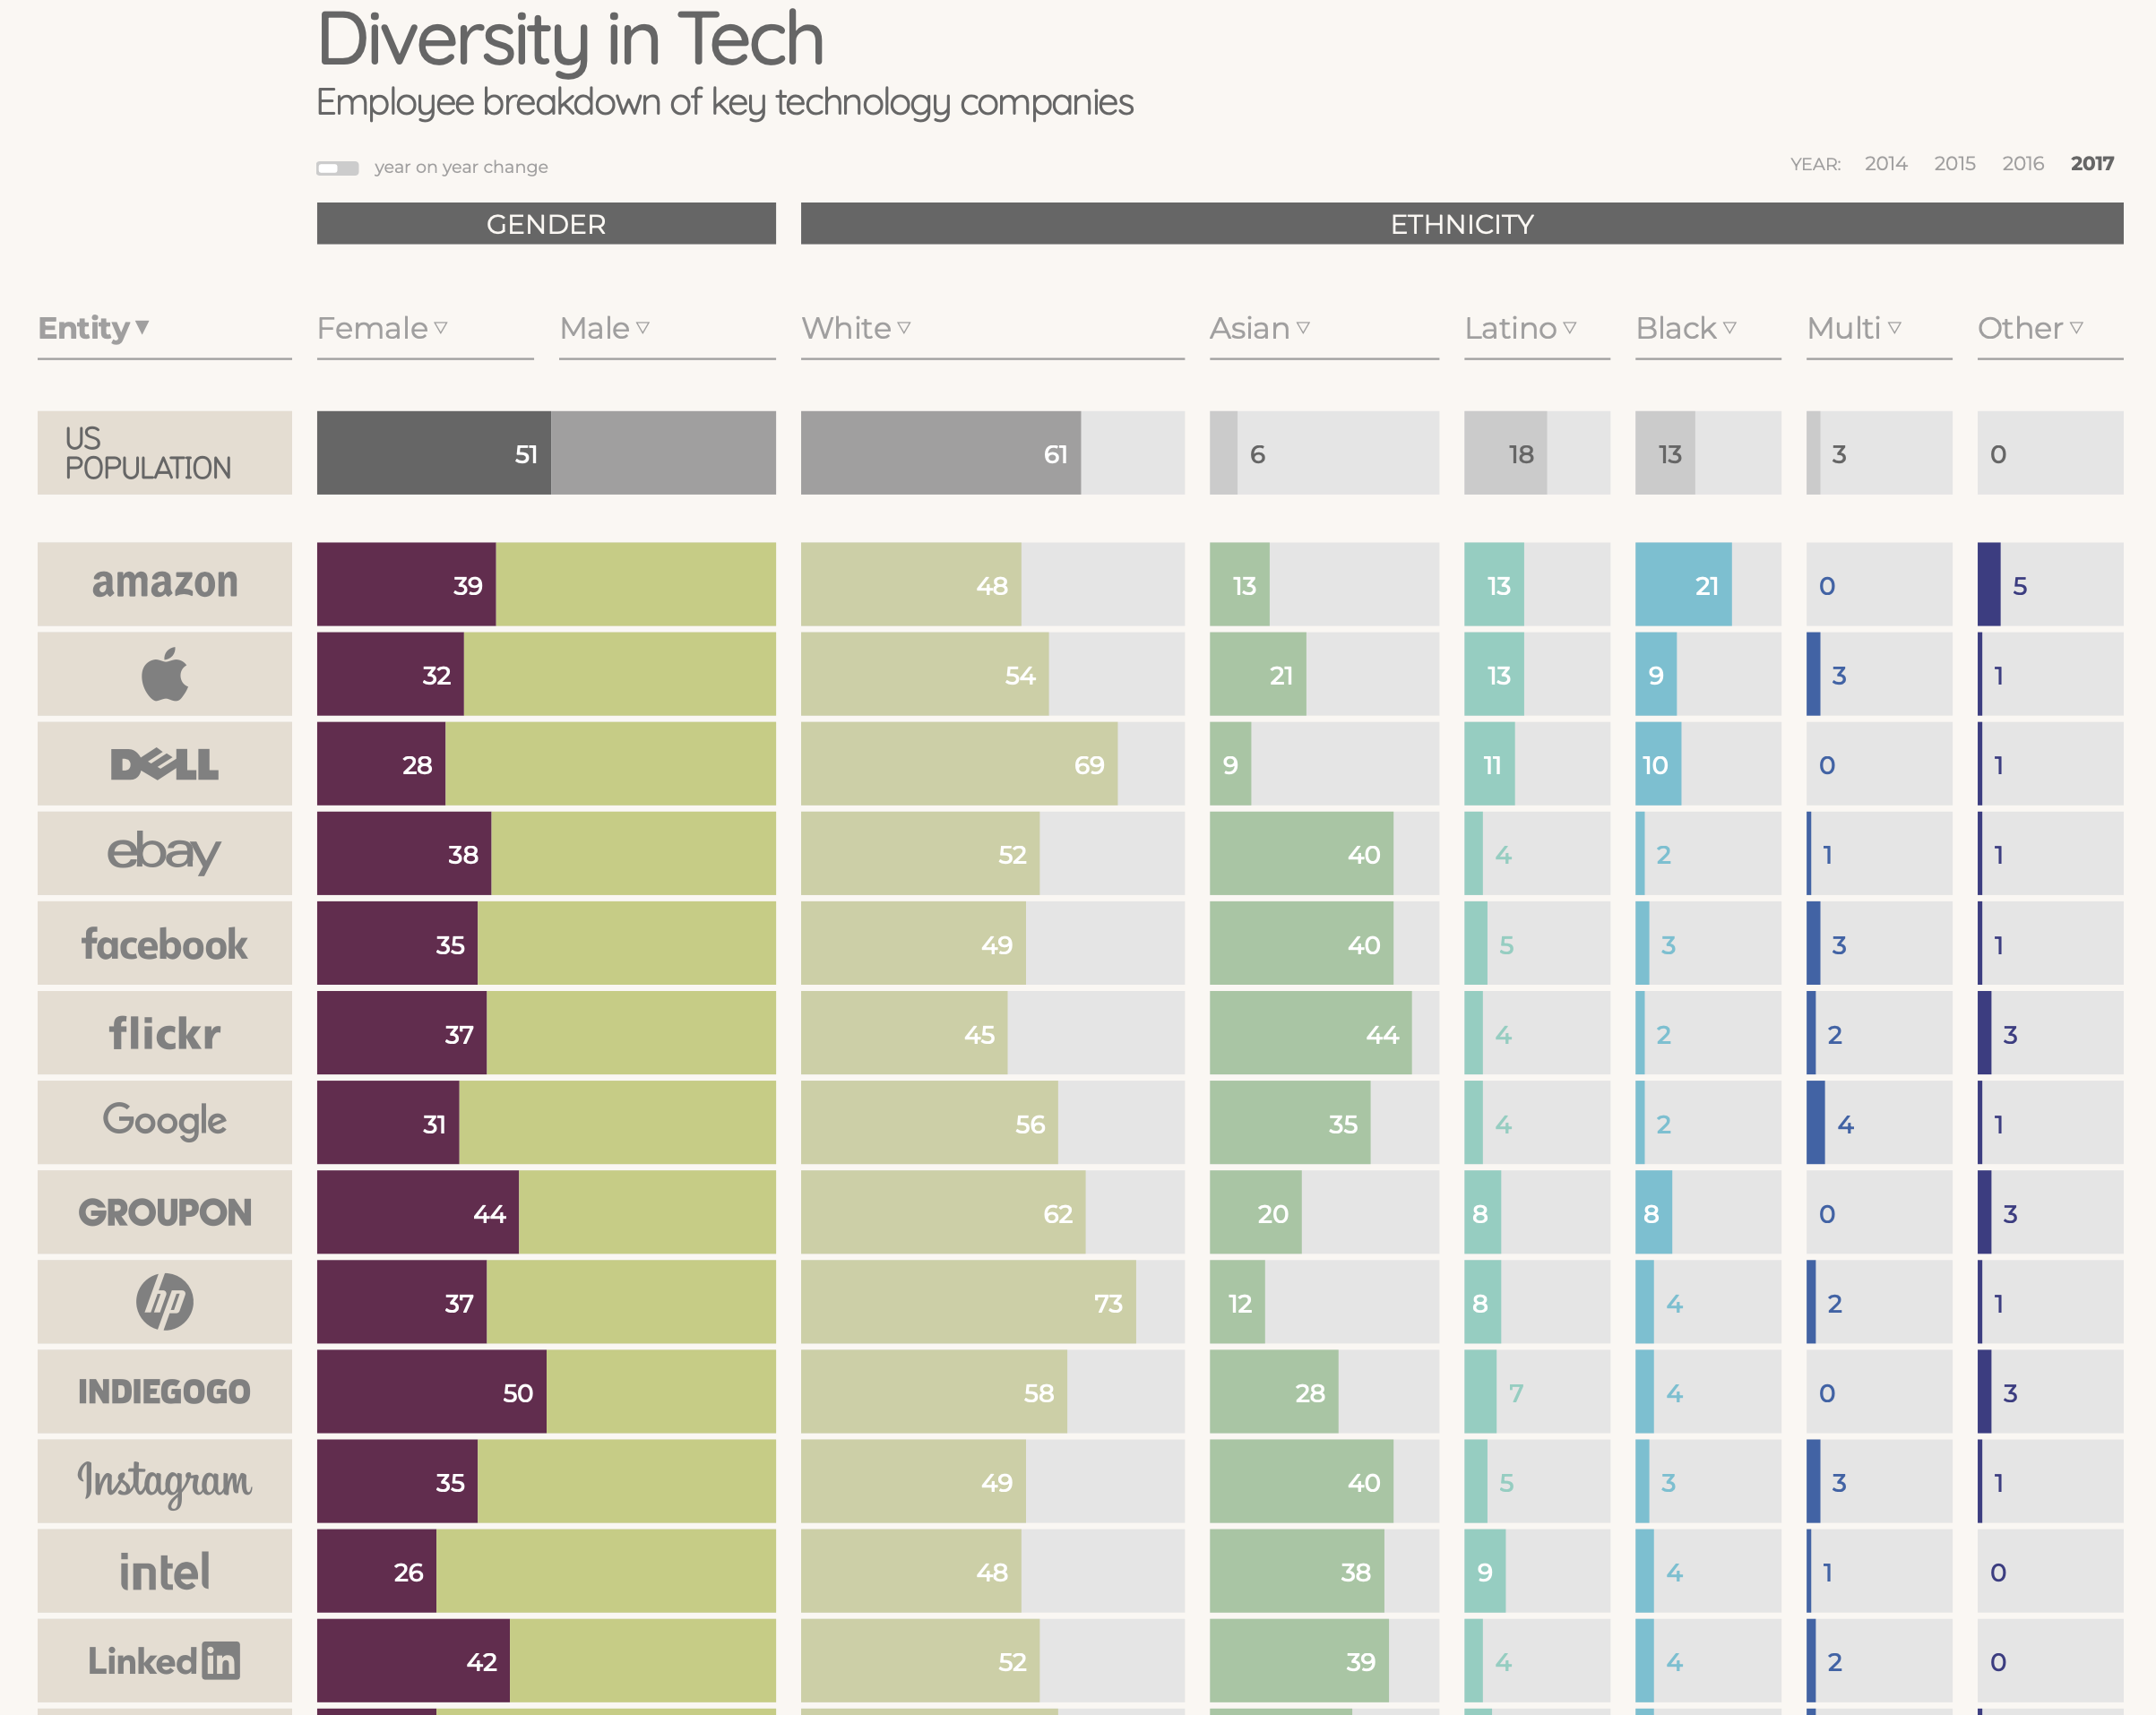 Diversity in Tech
Employee breakdown of key technology companies
year on year change
YEAR: 2014 2015 2016 2017
GENDER ETHNICITY
Entity Female Male White Asian Latino Black Multi Other
US
POPULATION 51 61 6 18 13 3 0
amazon 39 48 13 13 21 0 5
32 54 21 13 9 3 1
DELL 28 69 9 11 10 0 1
ebay 38 52 40 4 2 1 1
facebook 35 49 40 5 3 3 1
flickr 37 45 44 4 2 2 3
Google 31 56 35 4 2 4 1
GROUPON 44 62 20 8 8 0 3
hp 37 73 12 8 4 2 1
INDIEGOGO 50 58 28 7 4 0 3
Instagram 35 49 40 5 3 3 1
intel 26 48 38 9 4 1 0
Linked in 42 52 39 4 4 2 0